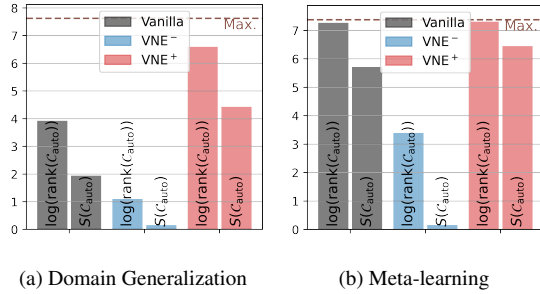 8
7
6
5
4
3
2
1
0
Vanilla
VNE⁻
VNE⁺
Max.
log(rank(𝒞auto))
S(𝒞auto)
log(rank(𝒞auto))
S(𝒞auto)
log(rank(𝒞auto))
S(𝒞auto)
(a) Domain Generalization
7
6
5
4
3
2
1
0
Vanilla
VNE⁻
VNE⁺
Max.
log(rank(𝒞auto))
S(𝒞auto)
log(rank(𝒞auto))
S(𝒞auto)
log(rank(𝒞auto))
S(𝒞auto)
(b) Meta-learning